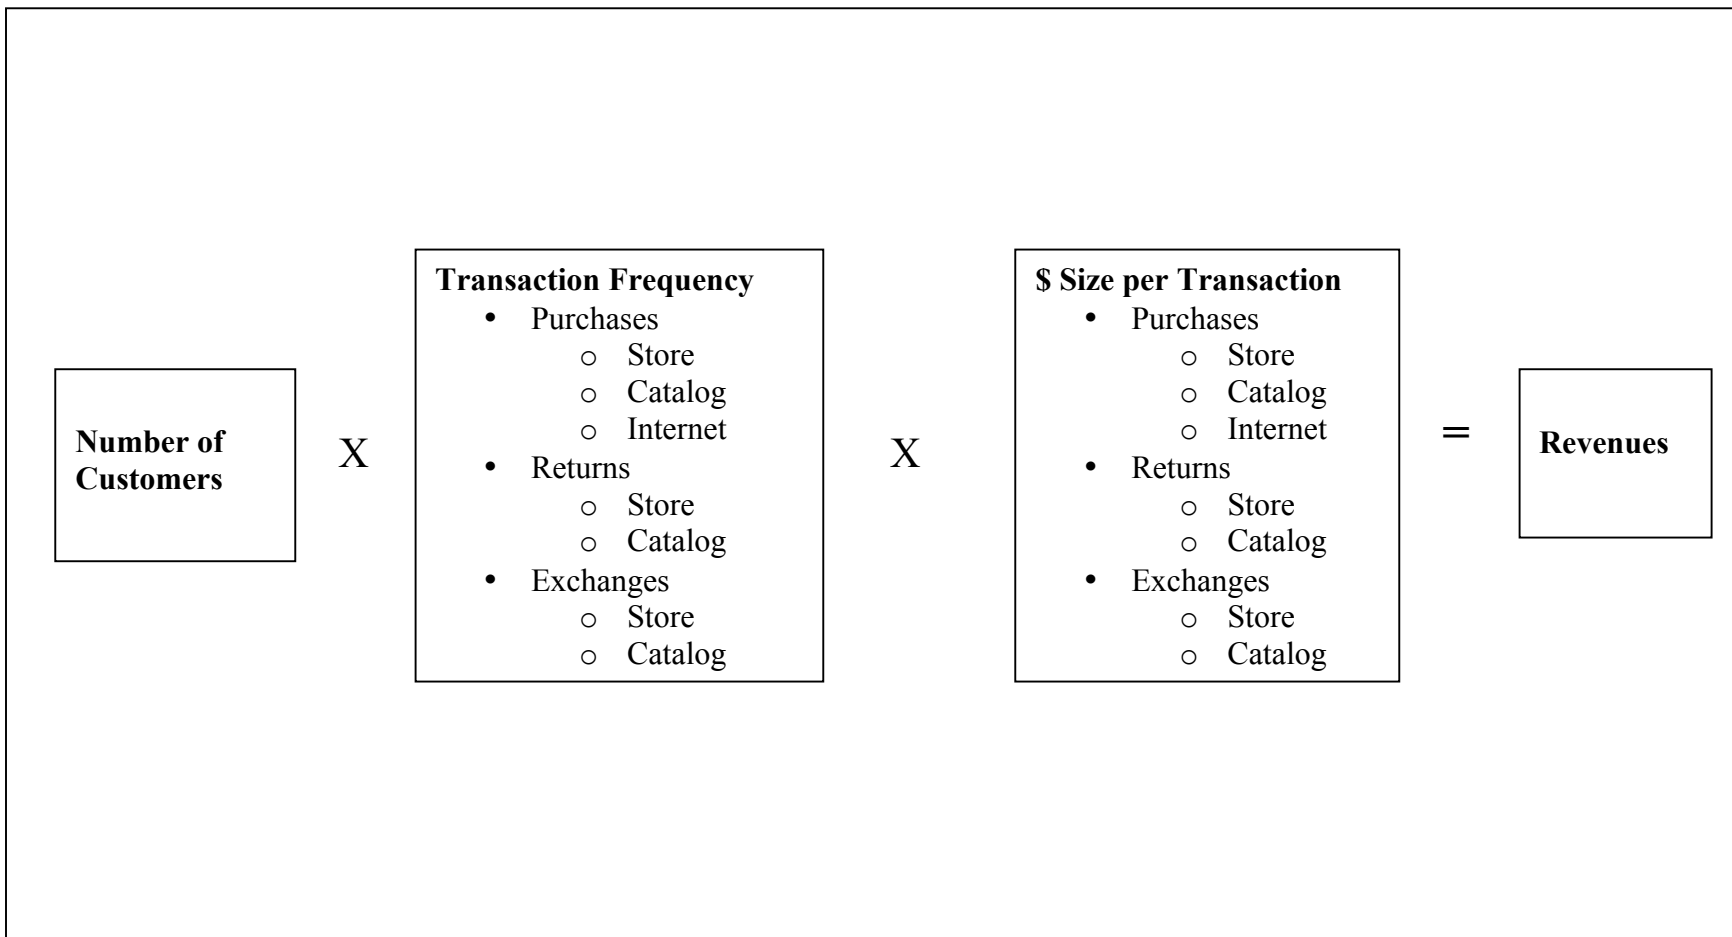 Number of
Customers
X
Transaction Frequency
• Purchases
o Store
o Catalog
o Internet
• Returns
o Store
o Catalog
• Exchanges
o Store
o Catalog
X
$ Size per Transaction
• Purchases
o Store
o Catalog
o Internet
• Returns
o Store
o Catalog
• Exchanges
o Store
o Catalog
=
Revenues